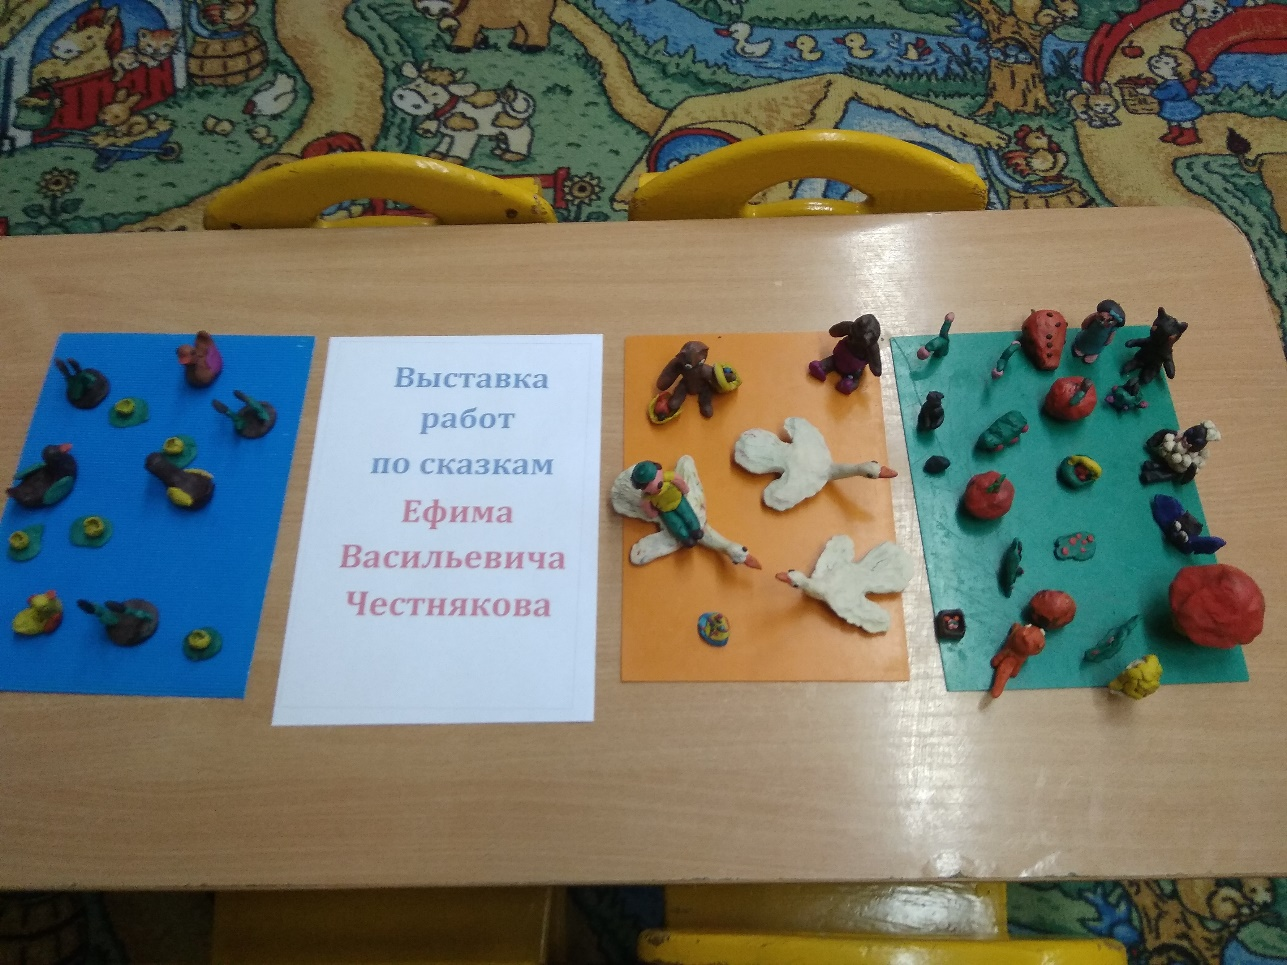 Выставка
работ
по сказкам
Ефима
Васильевича
Честнякова